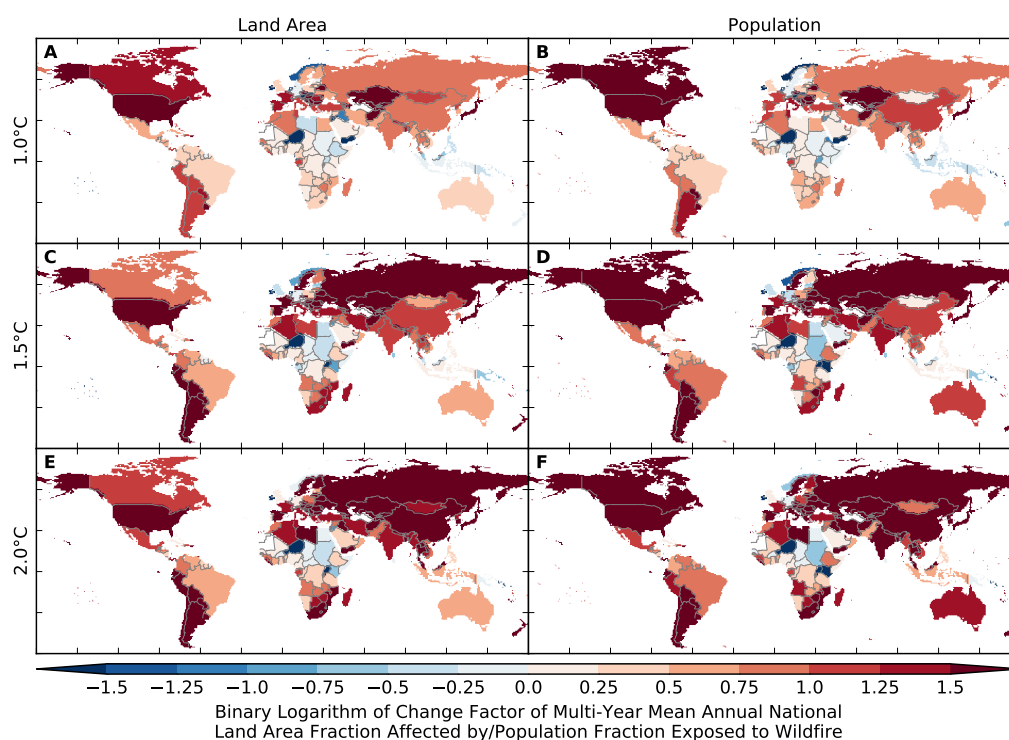 Land Area
Population
A
B
1.0°C
C
D
1.5°C
E
F
2.0°C
−1.5 −1.25 −1.0 −0.75 −0.5 −0.25 0.0 0.25 0.5 0.75 1.0 1.25 1.5
Binary Logarithm of Change Factor of Multi-Year Mean Annual National
Land Area Fraction Affected by/Population Fraction Exposed to Wildfire